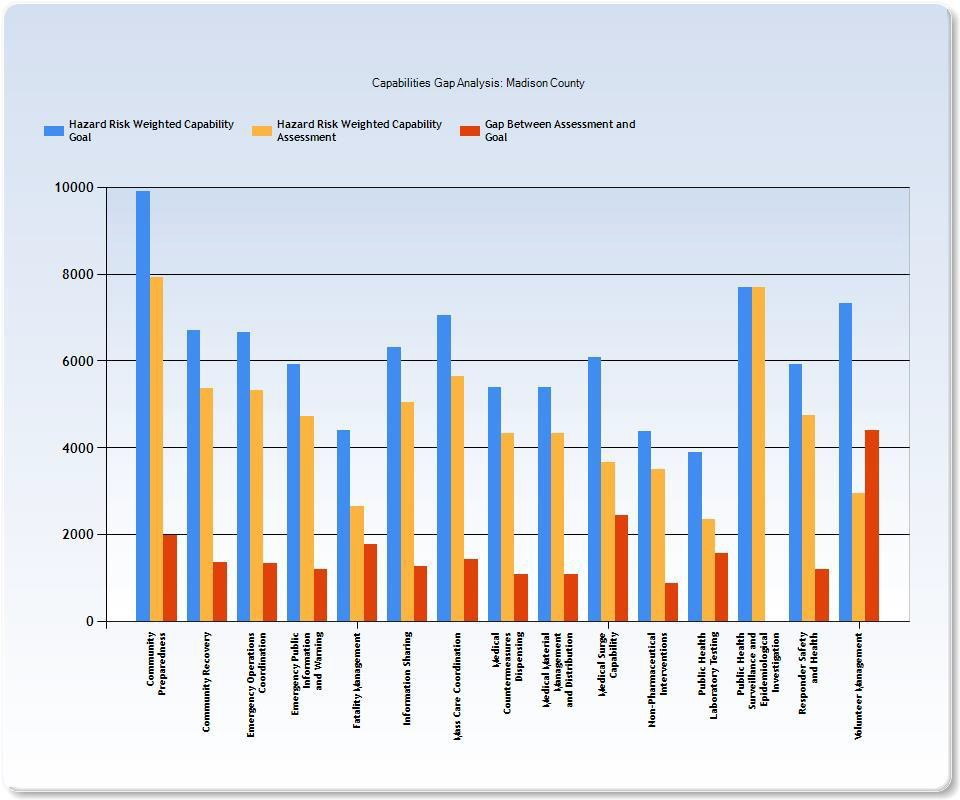 Capabilities Gap Analysis: Madison County
Hazard Risk Weighted Capability
Goal
Hazard Risk Weighted Capability
Assessment
Gap Between Assessment and
Goal
10000
8000
6000
4000
2000
0
Community
Preparedness
Community Recovery
Emergency Operations
Coordination
Emergency Public
Information
and Warning
Fatality Management
Information Sharing
Mass Care Coordination
Medical
Countermeasures
Dispensing
Medical Material
Management
and Distribution
Medical Surge
Capability
Non-Pharmaceutical
Interventions
Public Health
Laboratory Testing
Public Health
Surveillance and
Epidemiological
Investigation
Responder Safety
and Health
Volunteer Management